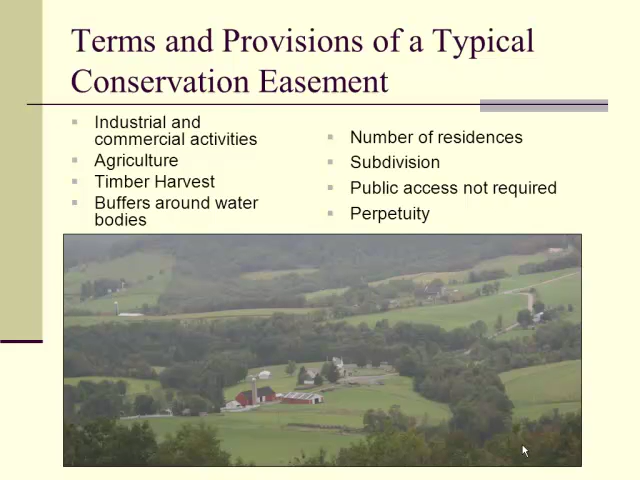 Terms and Provisions of a Typical
Conservation Easement
Industrial and
commercial activities
Agriculture
Timber Harvest
Buffers around water
bodies
Number of residences
Subdivision
Public access not required
Perpetuity